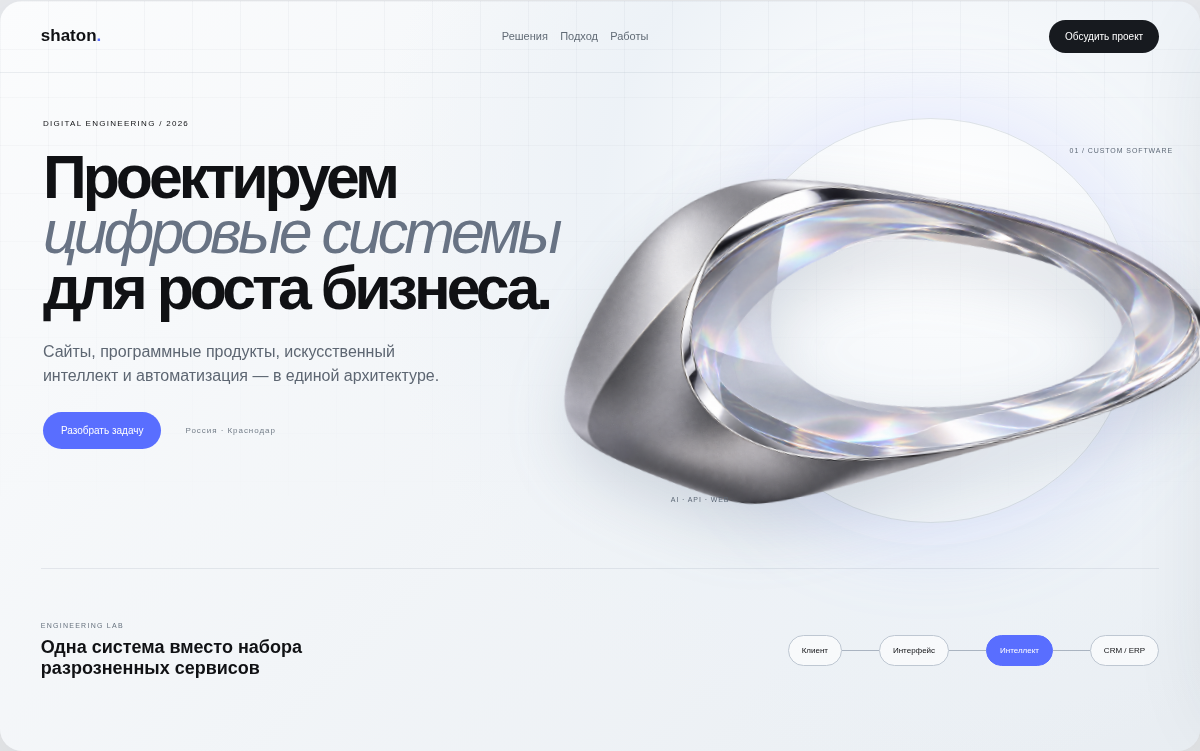 shaton.
Решения Подход Работы
Обсудить проект
DIGITAL ENGINEERING / 2026
01 / CUSTOM SOFTWARE
Проектируем
цифровые системы
для роста бизнеса.
Сайты, программные продукты, искусственный
интеллект и автоматизация — в единой архитектуре.
Разобрать задачу
Россия · Краснодар
AI · API · WEB
ENGINEERING LAB
Одна система вместо набора
разрозненных сервисов
Клиент
Интерфейс
Интеллект
CRM / ERP